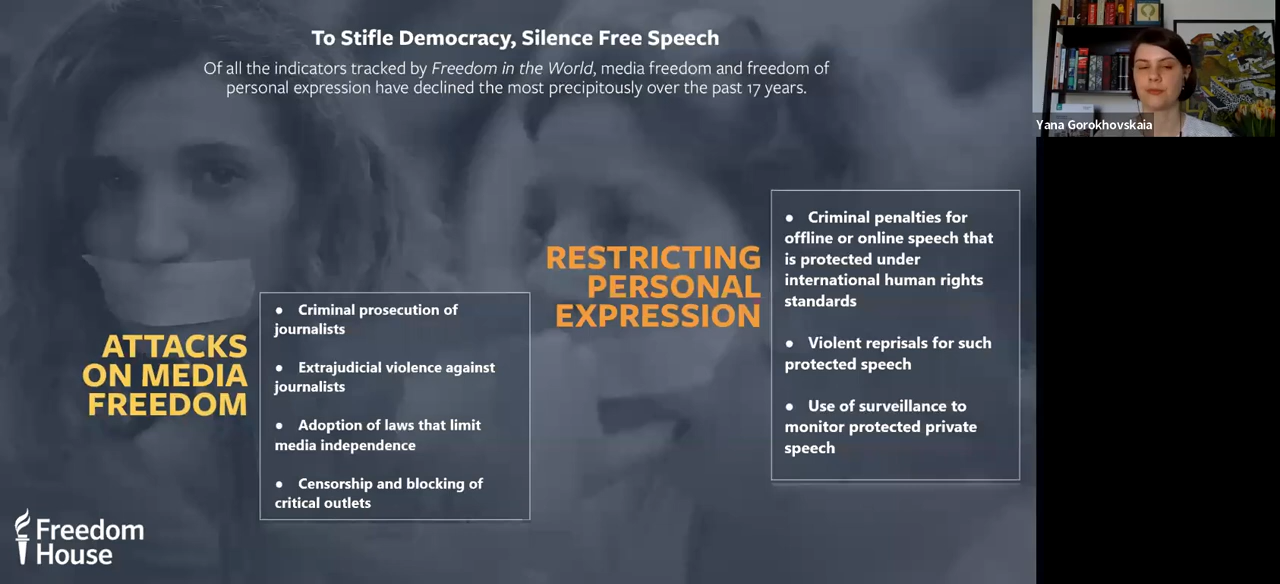 To Stifle Democracy, Silence Free Speech
Of all the indicators tracked by Freedom in the World, media freedom and freedom of
personal expression have declined the most precipitously over the past 17 years.
Yana Gorokhovskaia
ATTACKS
ON MEDIA
FREEDOM
● Criminal prosecution of
journalists
● Extrajudicial violence against
journalists
● Adoption of laws that limit
media independence
● Censorship and blocking of
critical outlets
RESTRICTING
PERSONAL
EXPRESSION
● Criminal penalties for
offline or online speech that
is protected under
international human rights
standards
● Violent reprisals for such
protected speech
● Use of surveillance to
monitor protected private
speech
Freedom
House